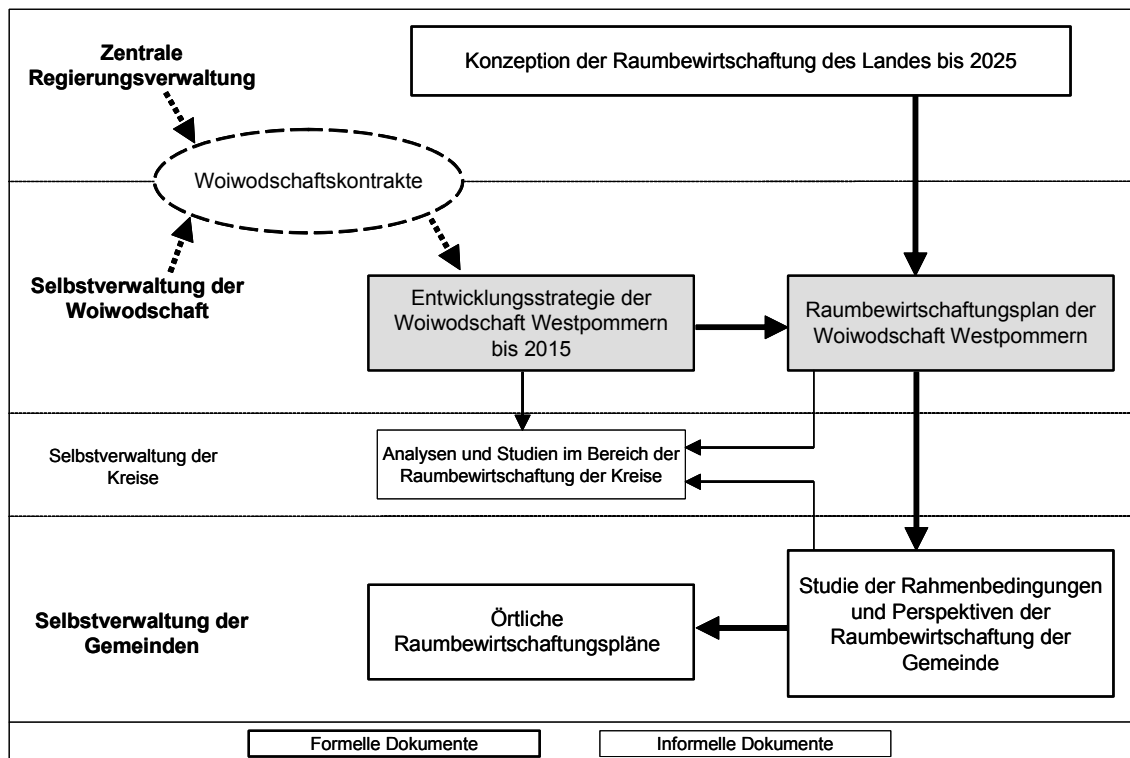 Zentrale
Regierungsverwaltung
Konzeption der Raumbewirtschaftung des Landes bis 2025
Woiwodschaftskontrakte
Selbstverwaltung der
Woiwodschaft
Entwicklungsstrategie der
Woiwodschaft Westpommern
bis 2015
Raumbewirtschaftungsplan der
Woiwodschaft Westpommern
Selbstverwaltung der
Kreise
Analysen und Studien im Bereich der
Raumbewirtschaftung der Kreise
Selbstverwaltung der
Gemeinden
Örtliche
Raumbewirtschaftungspläne
Studie der Rahmenbedingungen
und Perspektiven der
Raumbewirtschaftung der
Gemeinde
Formelle Dokumente
Informelle Dokumente